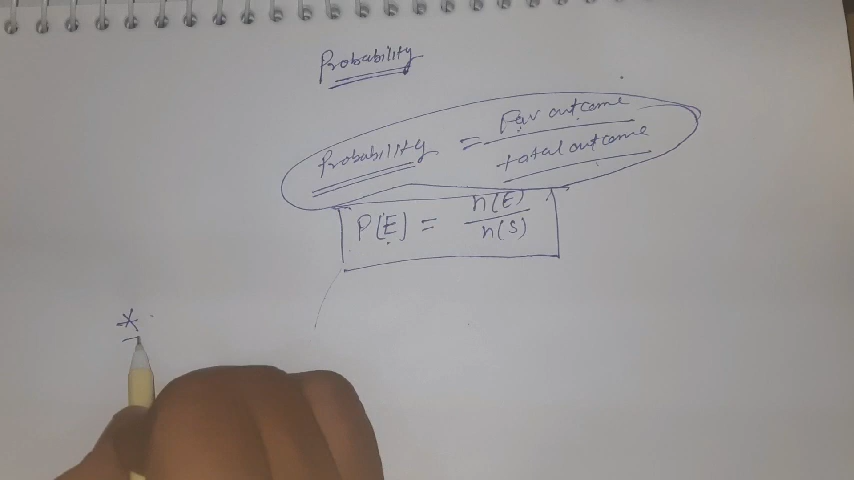 Probability
Probability = Fav outcome / total outcome
P(E) = n(E) / n(S)
*